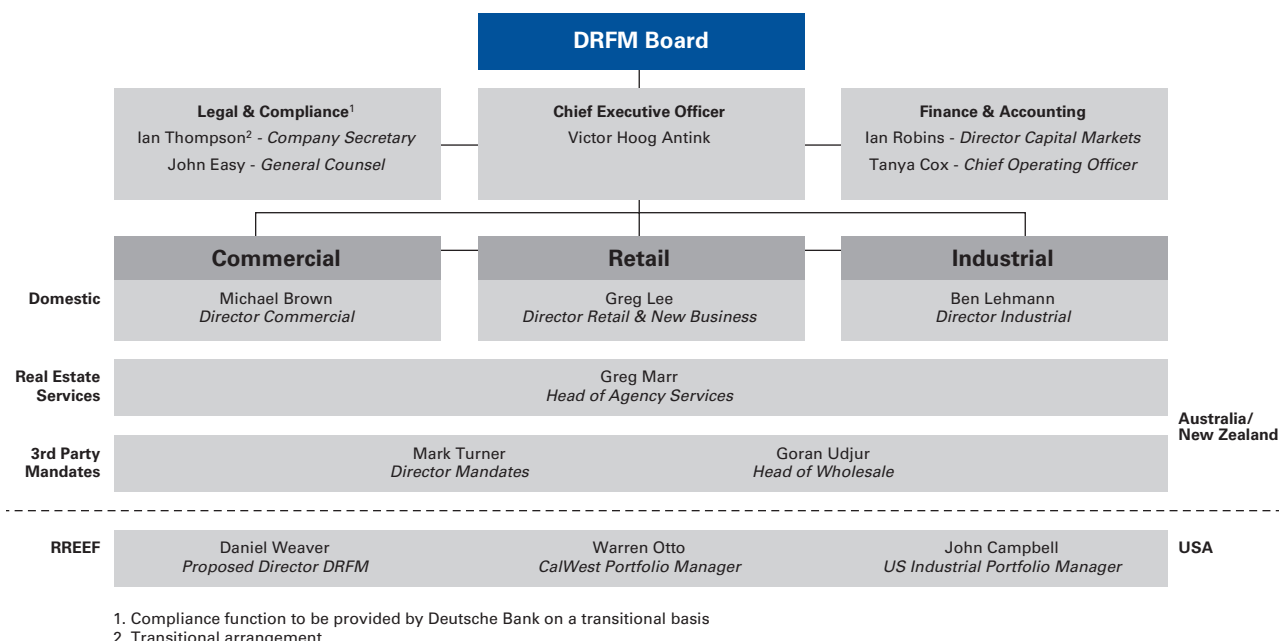 DRFM Board
Legal & Compliance¹
Ian Thompson² - Company Secretary
John Easy - General Counsel
Chief Executive Officer
Victor Hoog Antink
Finance & Accounting
Ian Robins - Director Capital Markets
Tanya Cox - Chief Operating Officer
Commercial
Retail
Industrial
Domestic
Michael Brown
Director Commercial
Greg Lee
Director Retail & New Business
Ben Lehmann
Director Industrial
Real Estate
Services
Greg Marr
Head of Agency Services
Australia/
New Zealand
3rd Party
Mandates
Mark Turner
Director Mandates
Goran Udjur
Head of Wholesale
RREEF
Daniel Weaver
Proposed Director DRFM
Warren Otto
CalWest Portfolio Manager
John Campbell
US Industrial Portfolio Manager
USA
1. Compliance function to be provided by Deutsche Bank on a transitional basis
2. Transitional arrangement